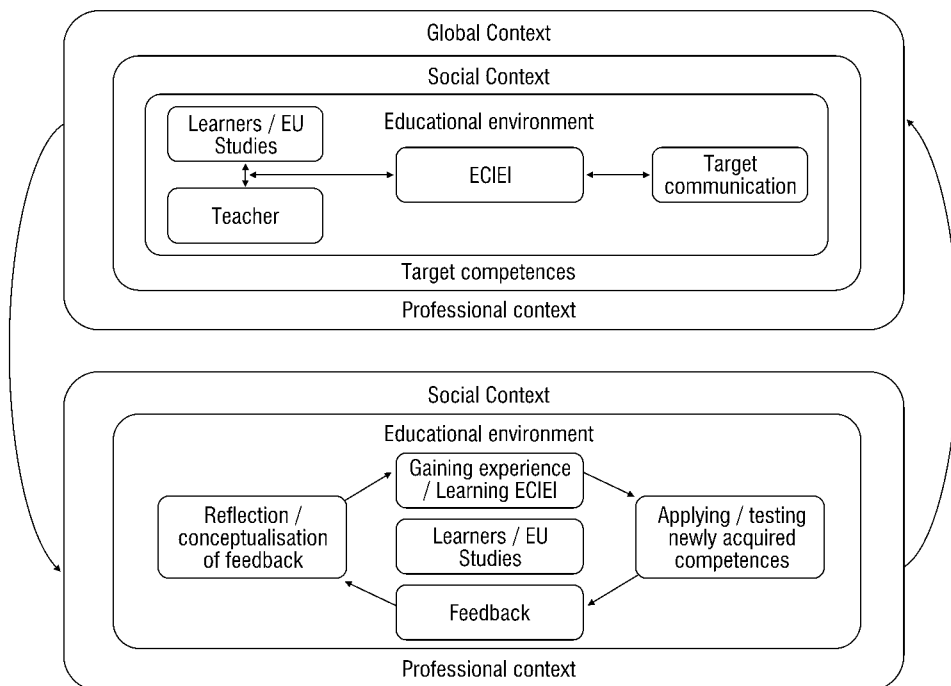 Global Context
Social Context
Educational environment
Learners / EU
Studies
Teacher
ECIEI
Target
communication
Target competences
Professional context
Social Context
Educational environment
Gaining experience
/ Learning ECIEI
Reflection /
conceptualisation
of feedback
Learners / EU
Studies
Applying / testing
newly acquired
competences
Feedback
Professional context